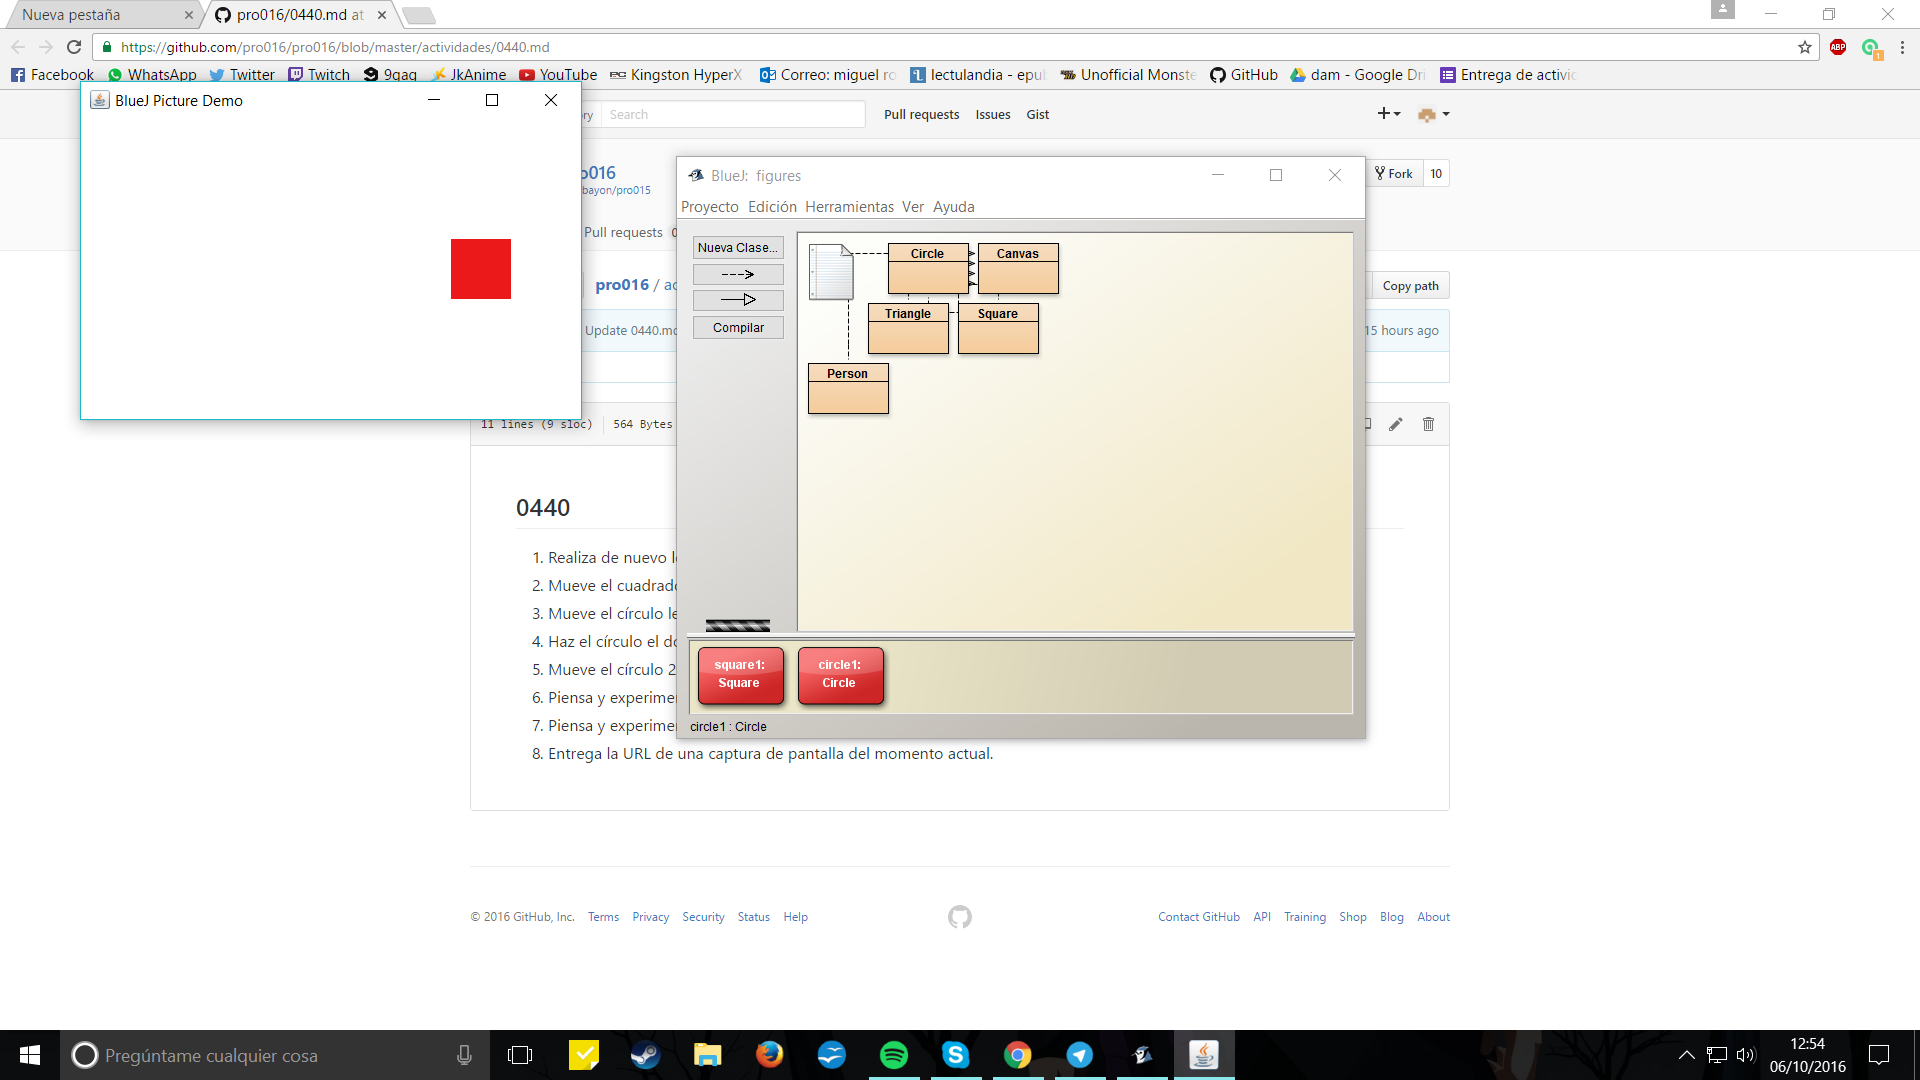 Nueva pestaña
pro016/0440.md at
https://github.com/pro016/pro016/blob/master/actividades/0440.md
ABP
1
Facebook WhatsApp Twitter Twitch 9gag JkAnime YouTube Kingston HyperX Correo: miguel ro lectulandia - epu Unofficial Monste GitHub dam - Google Dri Entrega de activid
BlueJ Picture Demo
ry
Search
Pull requests Issues Gist
o016
bayon/pro015
Fork 10
Pull requests 0
pro016 / ac
Copy path
Update 0440.md
15 hours ago
11 lines (9 sloc) 564 Bytes
BlueJ: figures
Proyecto Edición Herramientas Ver Ayuda
Nueva Clase...
Compilar
Circle
Canvas
Triangle
Square
Person
square1:
Square
circle1:
Circle
circle1 : Circle
0440
1. Realiza de nuevo l
2. Mueve el cuadrado
3. Mueve el círculo le
4. Haz el círculo el do
5. Mueve el círculo 2
6. Piensa y experimen
7. Piensa y experimen
8. Entrega la URL de una captura de pantalla del momento actual.
© 2016 GitHub, Inc. Terms Privacy Security Status Help
Contact GitHub API Training Shop Blog About
Pregúntame cualquier cosa
12:54
06/10/2016